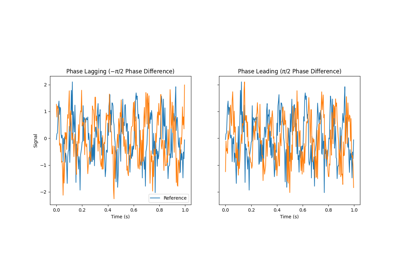 Phase Lagging (−π/2 Phase Difference)
Phase Leading (π/2 Phase Difference)
Signal
2
1
0
−1
−2
0.0 0.2 0.4 0.6 0.8 1.0
0.0 0.2 0.4 0.6 0.8 1.0
Reference
Time (s)
Time (s)